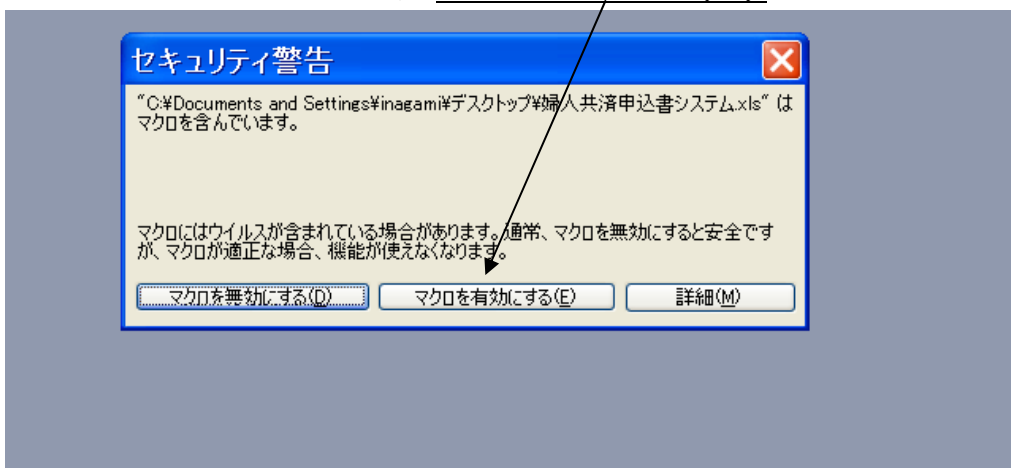 セキュリティ警告
"C:¥Documents and Settings¥inagami¥デスクトップ¥婦人共済申込書システム.xls" は
マクロを含んでいます。
マクロにはウイルスが含まれている場合があります。通常、マクロを無効にすると安全です
が、マクロが適正な場合、機能が使えなくなります。
マクロを無効にする(D) マクロを有効にする(E) 詳細(M)